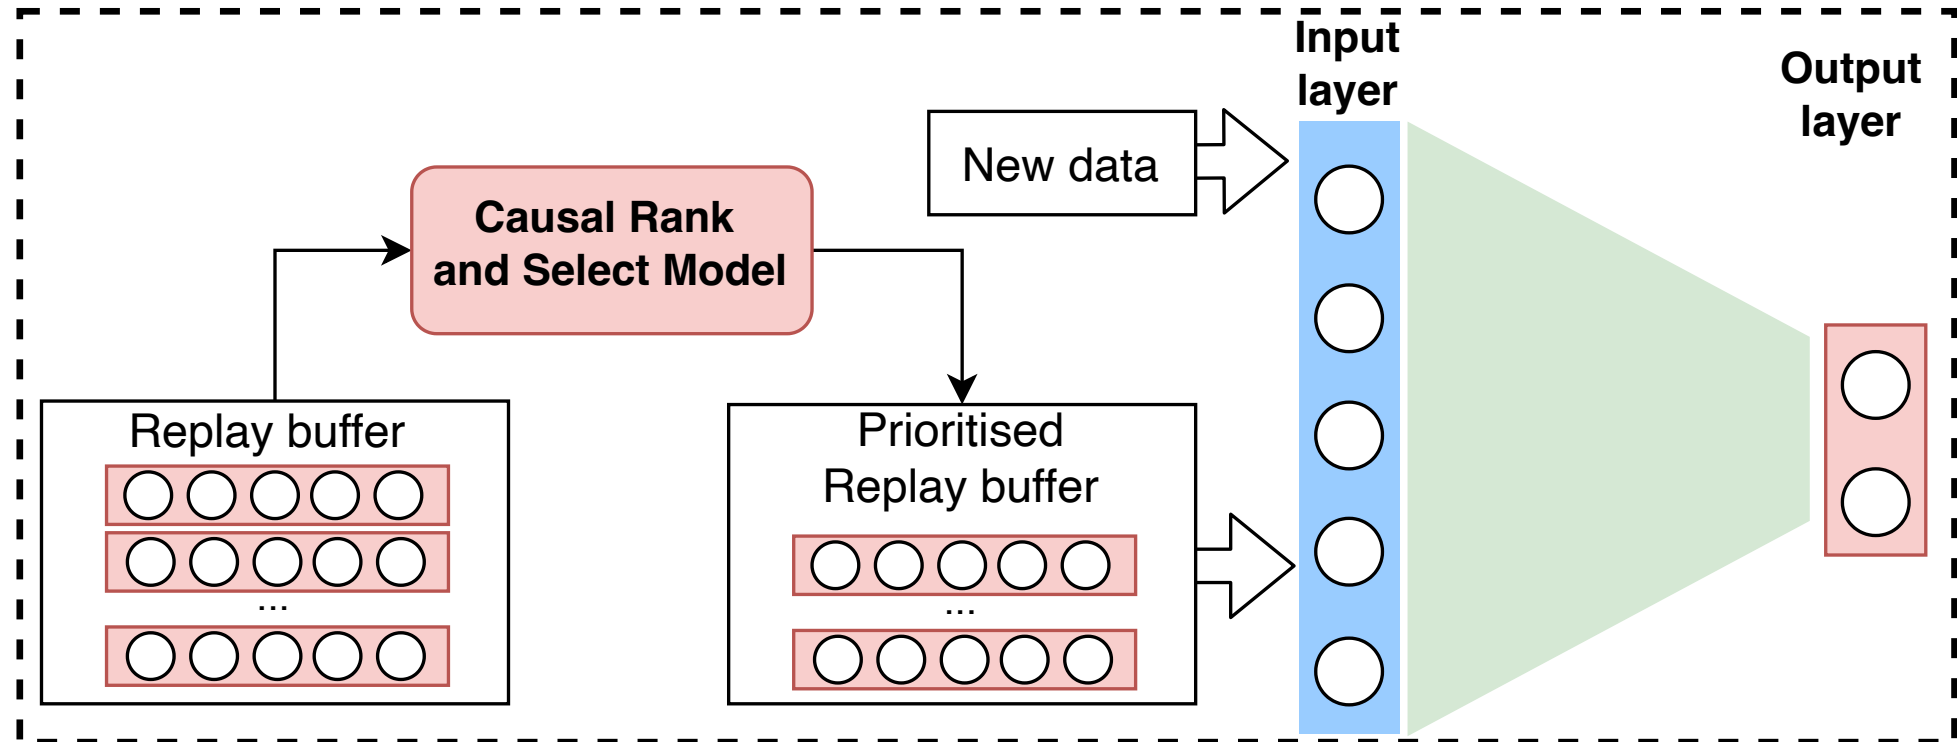 Input
layer
Output
layer
New data
Causal Rank
and Select Model
Replay buffer
...
Prioritised
Replay buffer
...